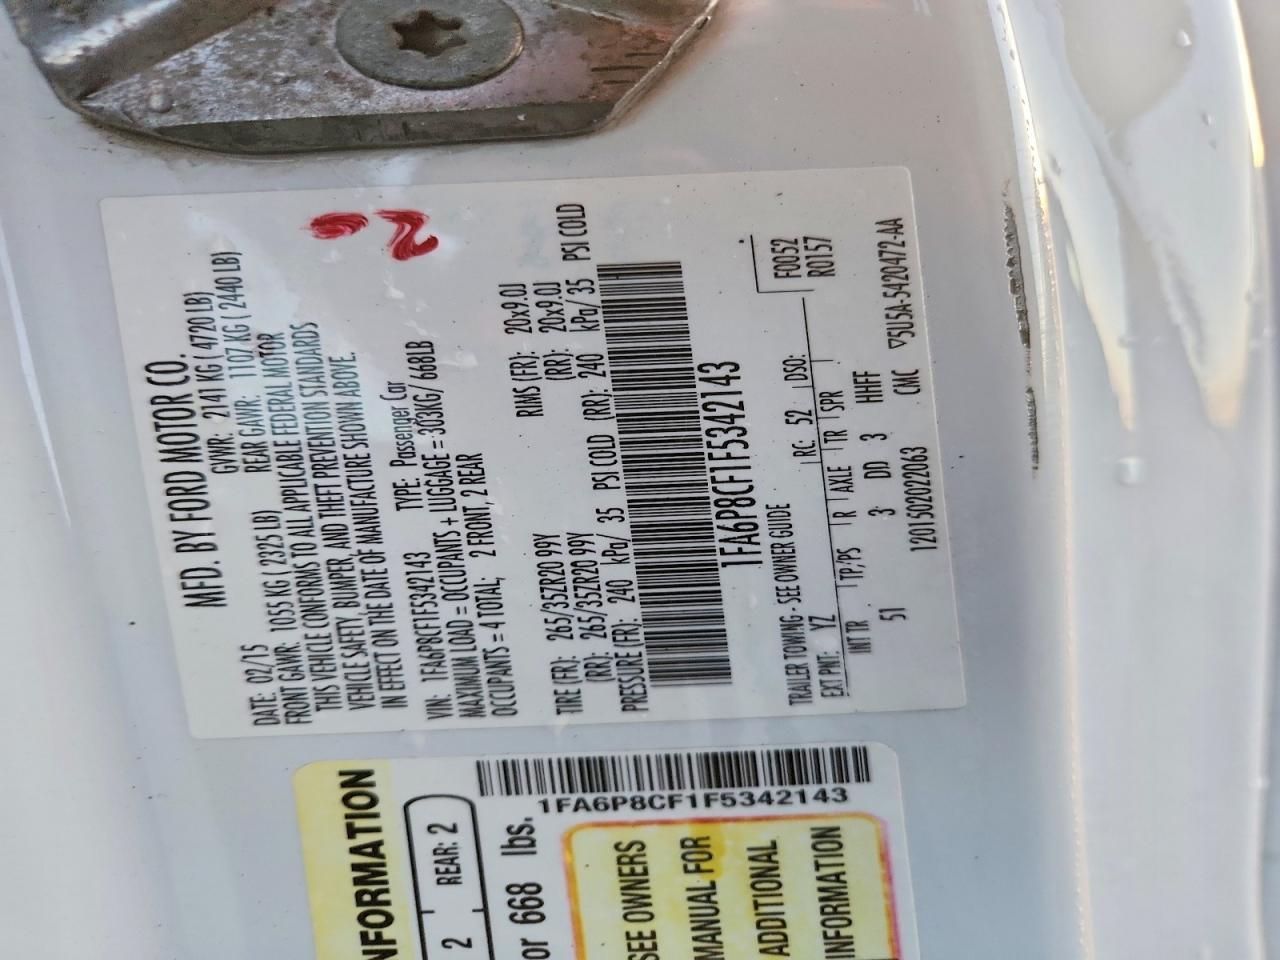 MFD. BY FORD MOTOR CO.
DATE: 02/15 GVWR: 2141 KG ( 4720 LB)
FRONT GAWR: 1055 KG ( 2325 LB) REAR GAWR: 1107 KG ( 2440 LB)
THIS VEHICLE CONFORMS TO ALL APPLICABLE FEDERAL MOTOR
VEHICLE SAFETY, BUMPER, AND THEFT PREVENTION STANDARDS
IN EFFECT ON THE DATE OF MANUFACTURE SHOWN ABOVE.
VIN: 1FA6P8CF1F5342143 TYPE: Passenger Car
MAXIMUM LOAD = OCCUPANTS + LUGGAGE = 303KG/ 668LB
OCCUPANTS = 4 TOTAL; 2 FRONT, 2 REAR
TIRE (FR): 265/35ZR20 99Y RIMS (FR): 20x9.0J
(RR): 265/35ZR20 99Y (RR): 20x9.0J
PRESSURE (FR): 240 kPa/ 35 PSI COLD (RR): 240 kPa/ 35 PSI COLD
1FA6P8CF1F5342143
F0052
R0157
TRAILER TOWING - SEE OWNER GUIDE
EXT PNT: YZ RC: 52 DSO:
INT TR TP/PS R AXLE TR SPR
51 3 DD 3 HHFF
1201502022063 CMC 5U5A-5420472-AA
NFORMATION
2 REAR: 2
or 668 lbs.
1FA6P8CF1F5342143
SEE OWNERS
MANUAL FOR
ADDITIONAL
INFORMATION